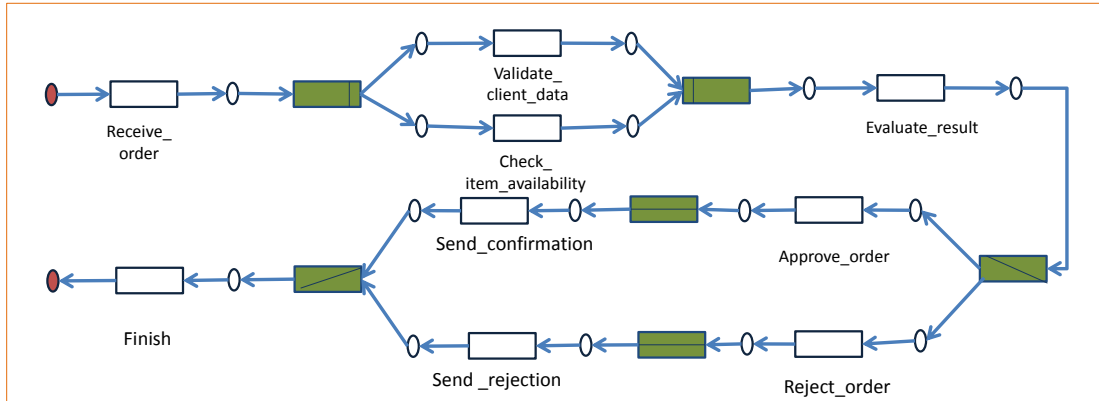 Receive_
order
Validate_
client_data
Check_
item_availability
Evaluate_result
Send_confirmation
Approve_order
Finish
Send _rejection
Reject_order